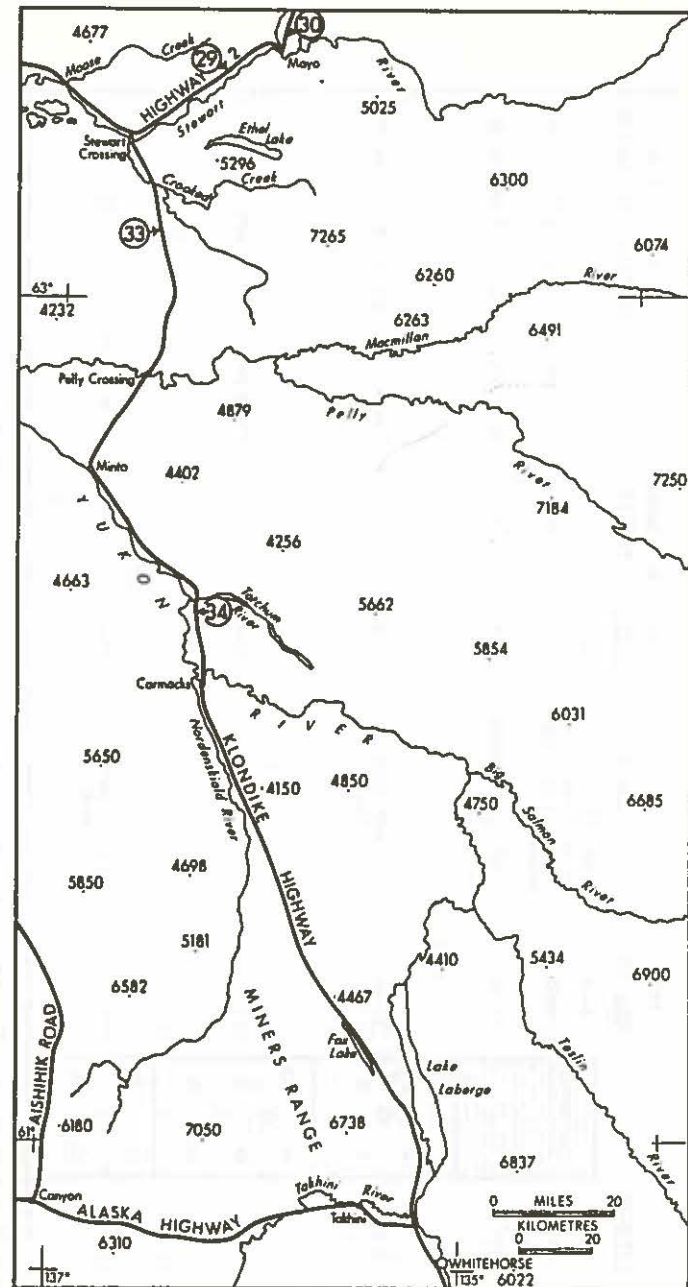 4677
Moose Creek
29
HIGHWAY 2
30
Mayo
River
5025
Stewart
Stewart Crossing
Ethel Lake
5296
Crooked Creek
6300
33
7265
6074
6260
River
63°
4232
6263
Macmillan
6491
Pelly Crossing
4879
Pelly
River
Minto
4402
7250
7184
YUKON
4256
4663
Tatchun River
34
5662
5854
Carmacks
RIVER
6031
5650
Nordenskiold River
KLONDIKE
4150
4850
Big Salmon River
4750
6685
5850
4698
HIGHWAY
5181
4410
5434
6900
6582
4467
MINERS RANGE
Fox Lake
AISHIHIK ROAD
Lake Laberge
Teslin River
61°
6180
7050
6738
6837
Canyon
ALASKA HIGHWAY
Takhini River
Takhini
0 MILES 20
KILOMETRES
0 20
6310
WHITEHORSE
137°
135°
6022